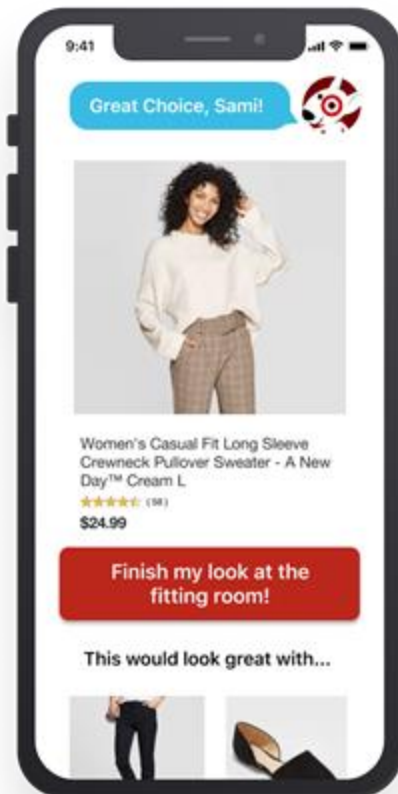 9:41
Great Choice, Sami!
Women's Casual Fit Long Sleeve
Crewneck Pullover Sweater - A New
Day™ Cream L
(58)
$24.99
Finish my look at the
fitting room!
This would look great with...